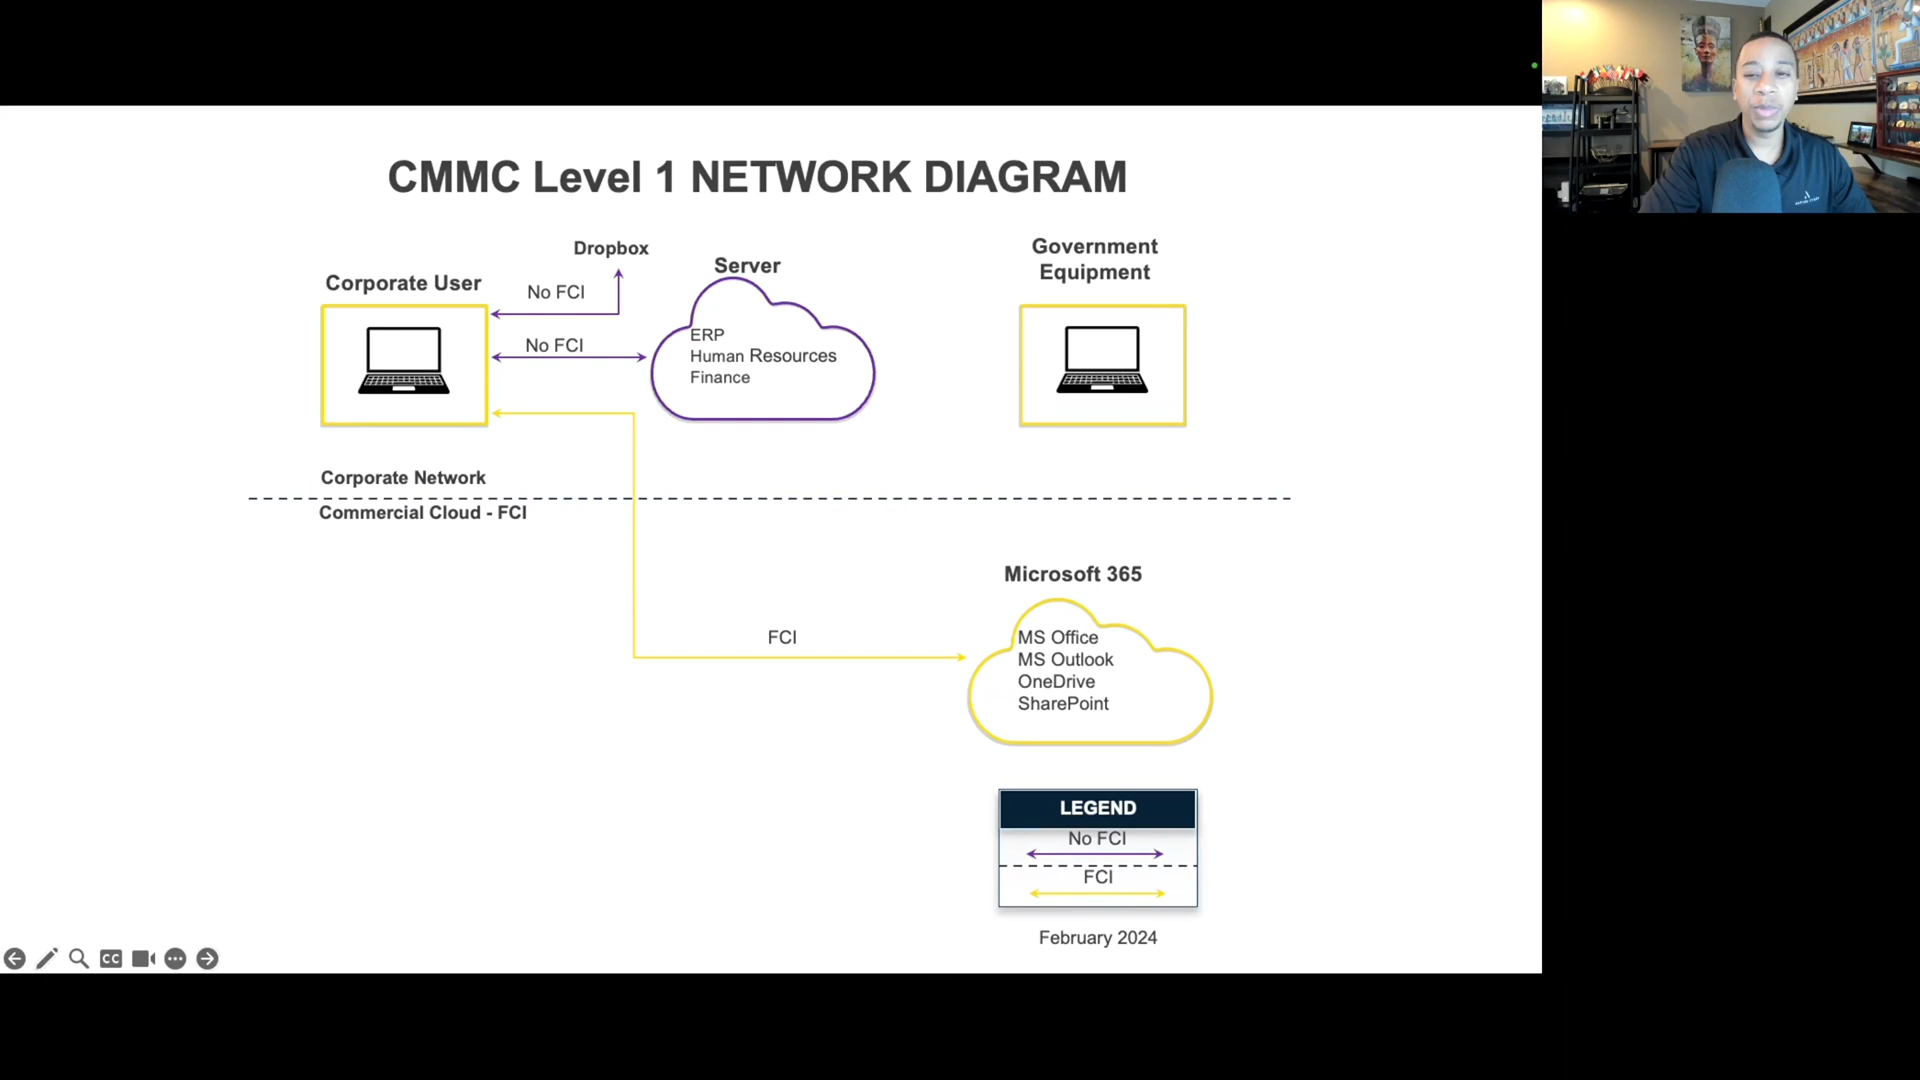 CMMC Level 1 NETWORK DIAGRAM
Dropbox
Server
Government
Equipment
Corporate User
No FCI
No FCI
ERP
Human Resources
Finance
Corporate Network
Commercial Cloud - FCI
Microsoft 365
FCI
MS Office
MS Outlook
OneDrive
SharePoint
LEGEND
No FCI
FCI
February 2024
CC